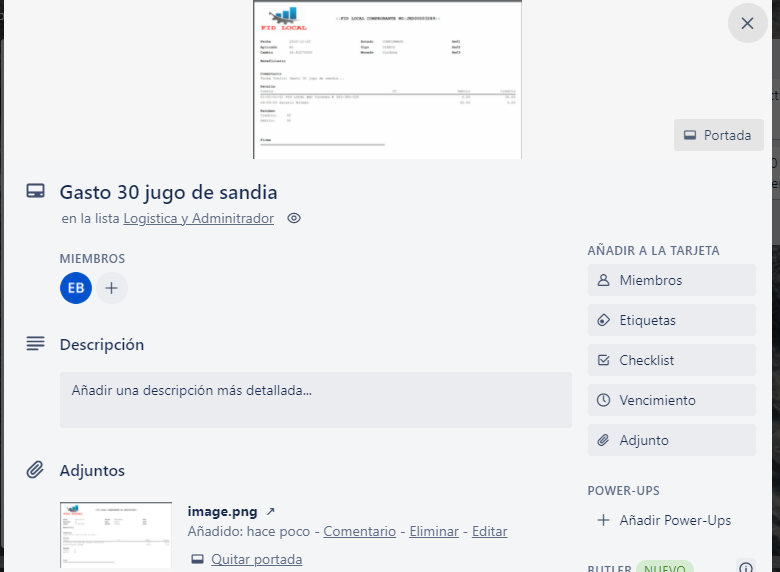 FID LOCAL
Portada
Gasto 30 jugo de sandia
en la lista Logistica y Adminitrador
MIEMBROS
EB
Descripción
Añadir una descripción más detallada...
Adjuntos
image.png
Añadido: hace poco - Comentario - Eliminar - Editar
Quitar portada
AÑADIR A LA TARJETA
Miembros
Etiquetas
Checklist
Vencimiento
Adjunto
POWER-UPS
Añadir Power-Ups
BUTLER NUEVO